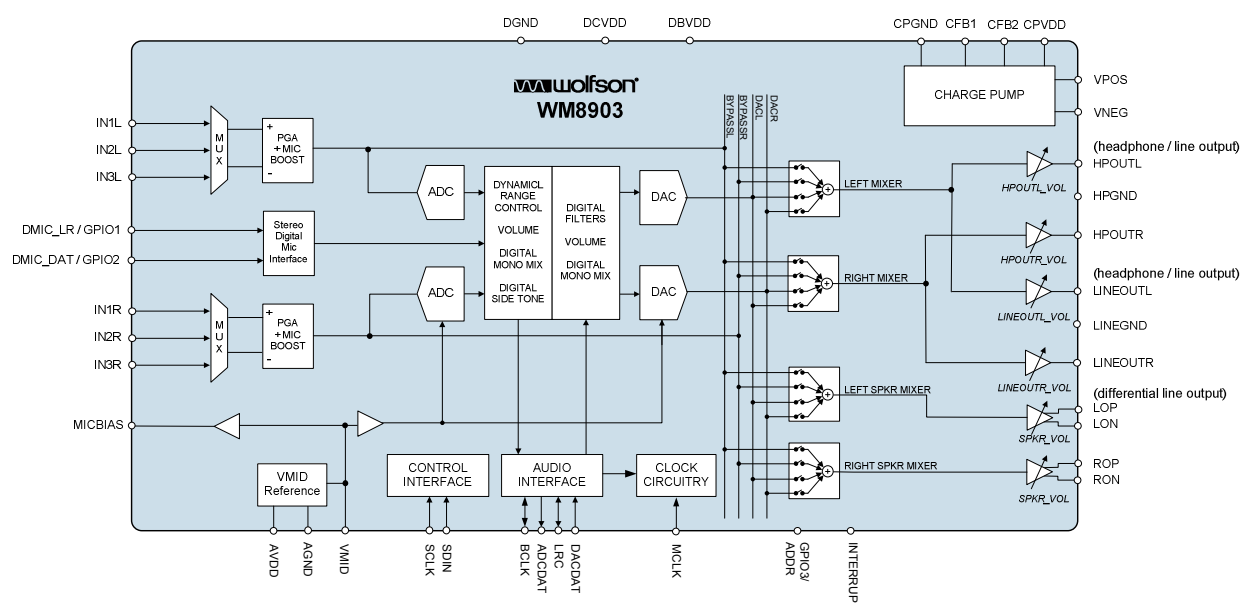 DGND
DCVDD
DBVDD
CPGND
CFB1
CFB2
CPVDD
wolfson®
WM8903
CHARGE PUMP
VPOS
VNEG
BYPASSL
BYPASSR
DACL
DACR
IN1L
IN2L
IN3L
MUX
+
PGA
+ MIC
BOOST
-
ADC
DYNAMICL
RANGE
CONTROL
VOLUME
DIGITAL
MONO MIX
DIGITAL
SIDE TONE
DIGITAL
FILTERS
VOLUME
DIGITAL
MONO MIX
DAC
+
LEFT MIXER
(headphone / line output)
HPOUTL
HPOUTL_VOL
HPGND
DMIC_LR / GPIO1
DMIC_DAT / GPIO2
Stereo
Digital
Mic
Interface
HPOUTR
HPOUTR_VOL
ADC
DAC
+
RIGHT MIXER
(headphone / line output)
LINEOUTL
LINEOUTL_VOL
LINEGND
IN1R
IN2R
IN3R
MUX
+
PGA
+ MIC
BOOST
-
LINEOUTR
LINEOUTR_VOL
+
LEFT SPKR MIXER
(differential line output)
LOP
LON
SPKR_VOL
MICBIAS
VMID
Reference
CONTROL
INTERFACE
AUDIO
INTERFACE
CLOCK
CIRCUITRY
+
RIGHT SPKR MIXER
ROP
RON
SPKR_VOL
AVDD
AGND
VMID
SCLK
SDIN
BCLK
ADCDAT
LRC
DACDAT
MCLK
GPIO3/
ADDR
INTERRUP